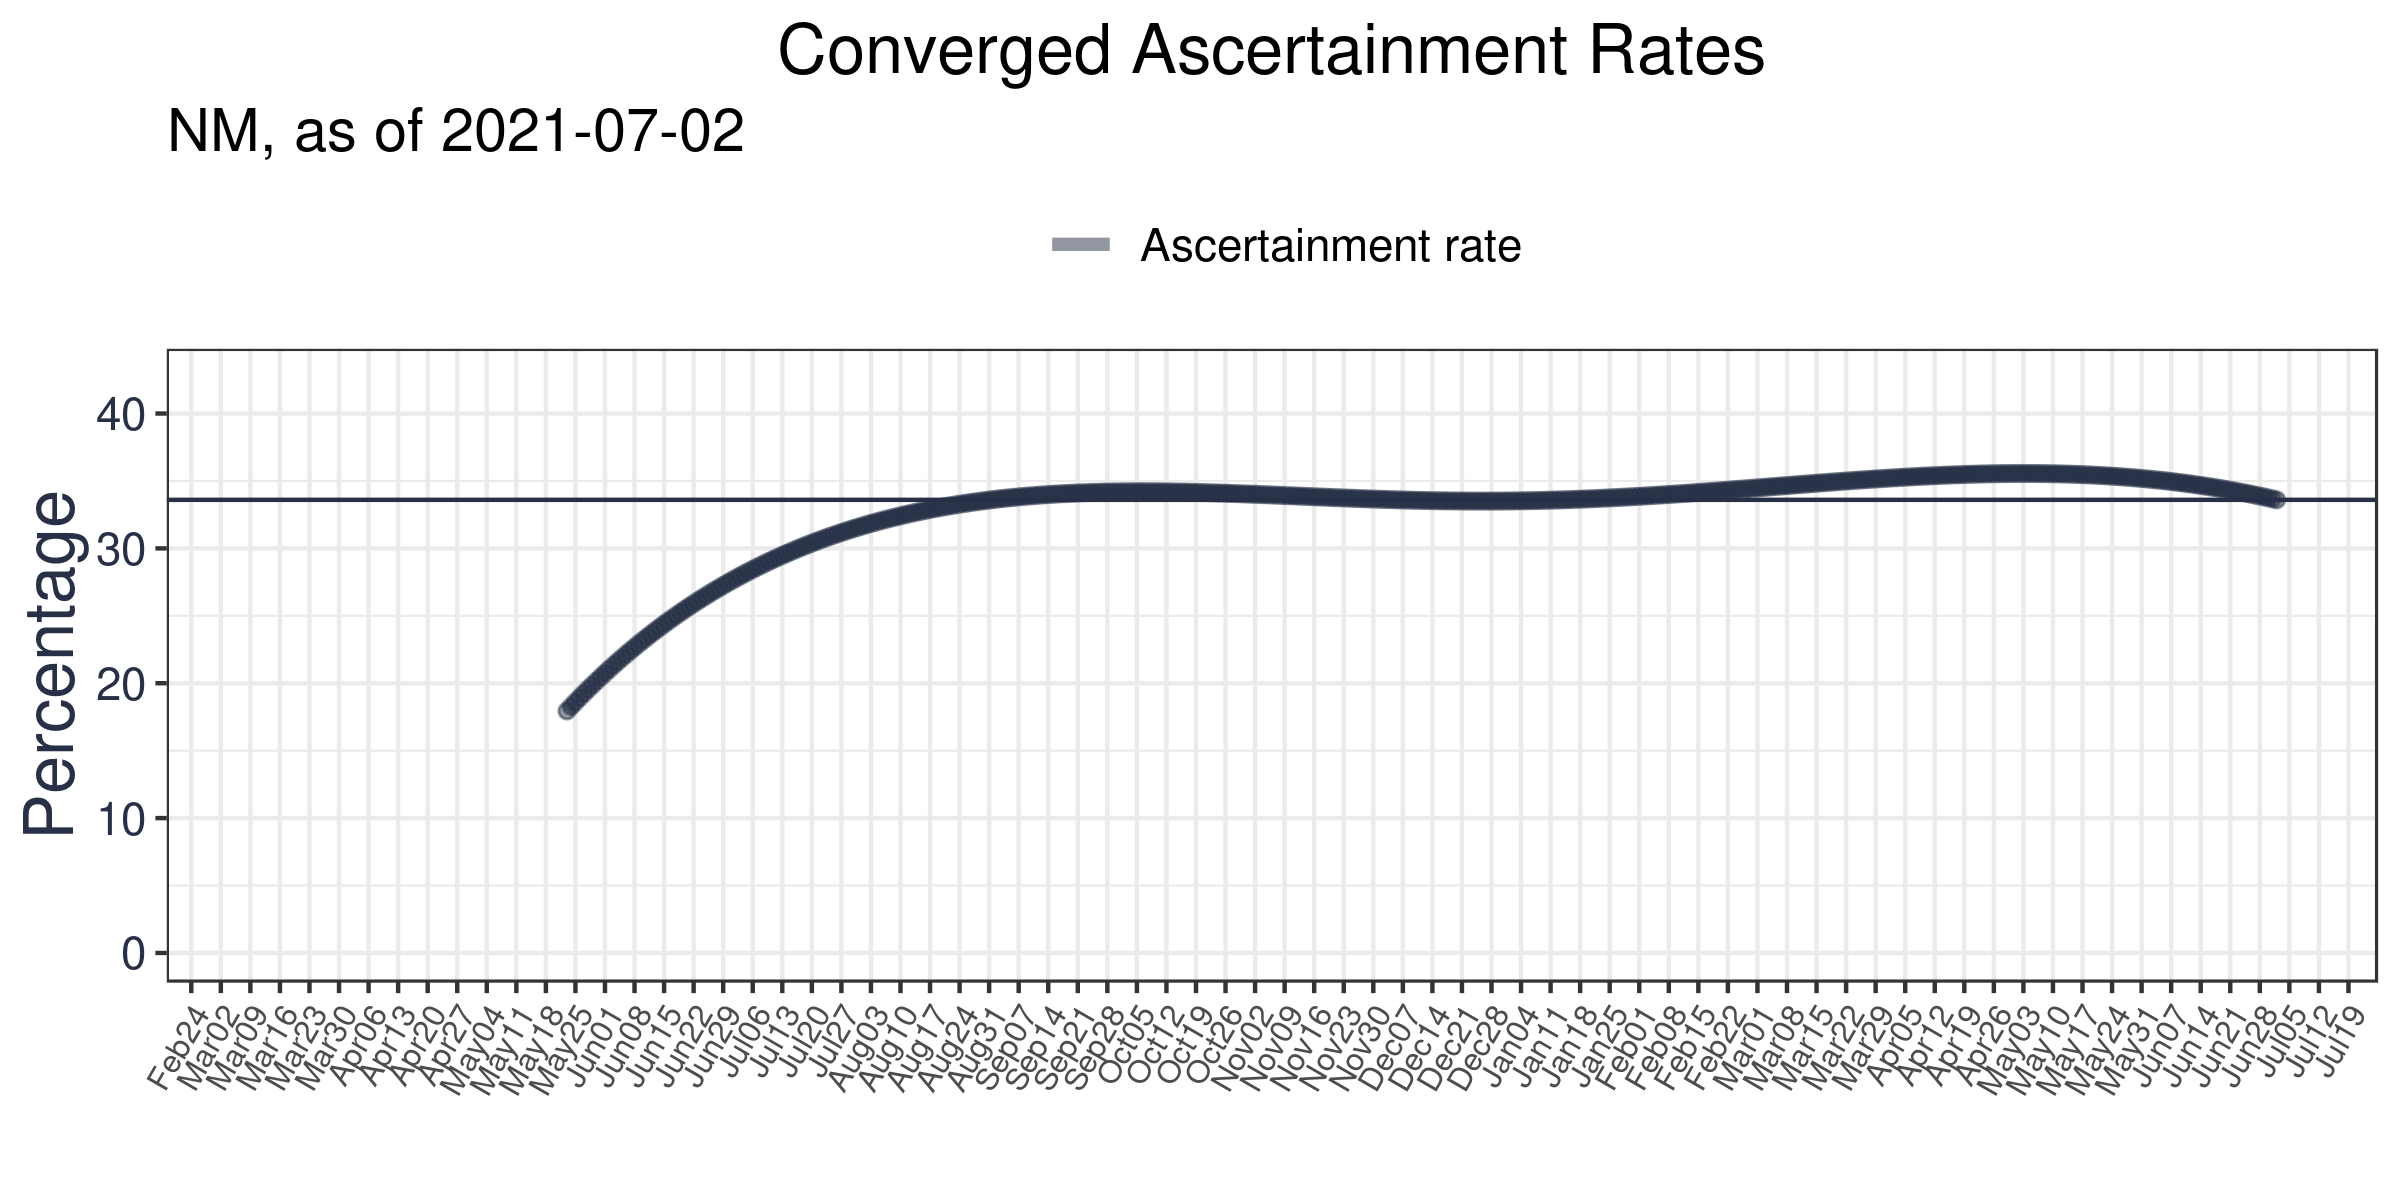 Converged Ascertainment Rates
NM, as of 2021-07-02
Ascertainment rate
Percentage
40
30
20
10
0
Feb24
Mar02
Mar09
Mar16
Mar23
Mar30
Apr06
Apr13
Apr20
Apr27
May04
May11
May18
May25
Jun01
Jun08
Jun15
Jun22
Jun29
Jul06
Jul13
Jul20
Jul27
Aug03
Aug10
Aug17
Aug24
Aug31
Sep07
Sep14
Sep21
Sep28
Oct05
Oct12
Oct19
Oct26
Nov02
Nov09
Nov16
Nov23
Nov30
Dec07
Dec14
Dec21
Dec28
Jan04
Jan11
Jan18
Jan25
Feb01
Feb08
Feb15
Feb22
Mar01
Mar08
Mar15
Mar22
Mar29
Apr05
Apr12
Apr19
Apr26
May03
May10
May17
May24
May31
Jun07
Jun14
Jun21
Jun28
Jul05
Jul12
Jul19